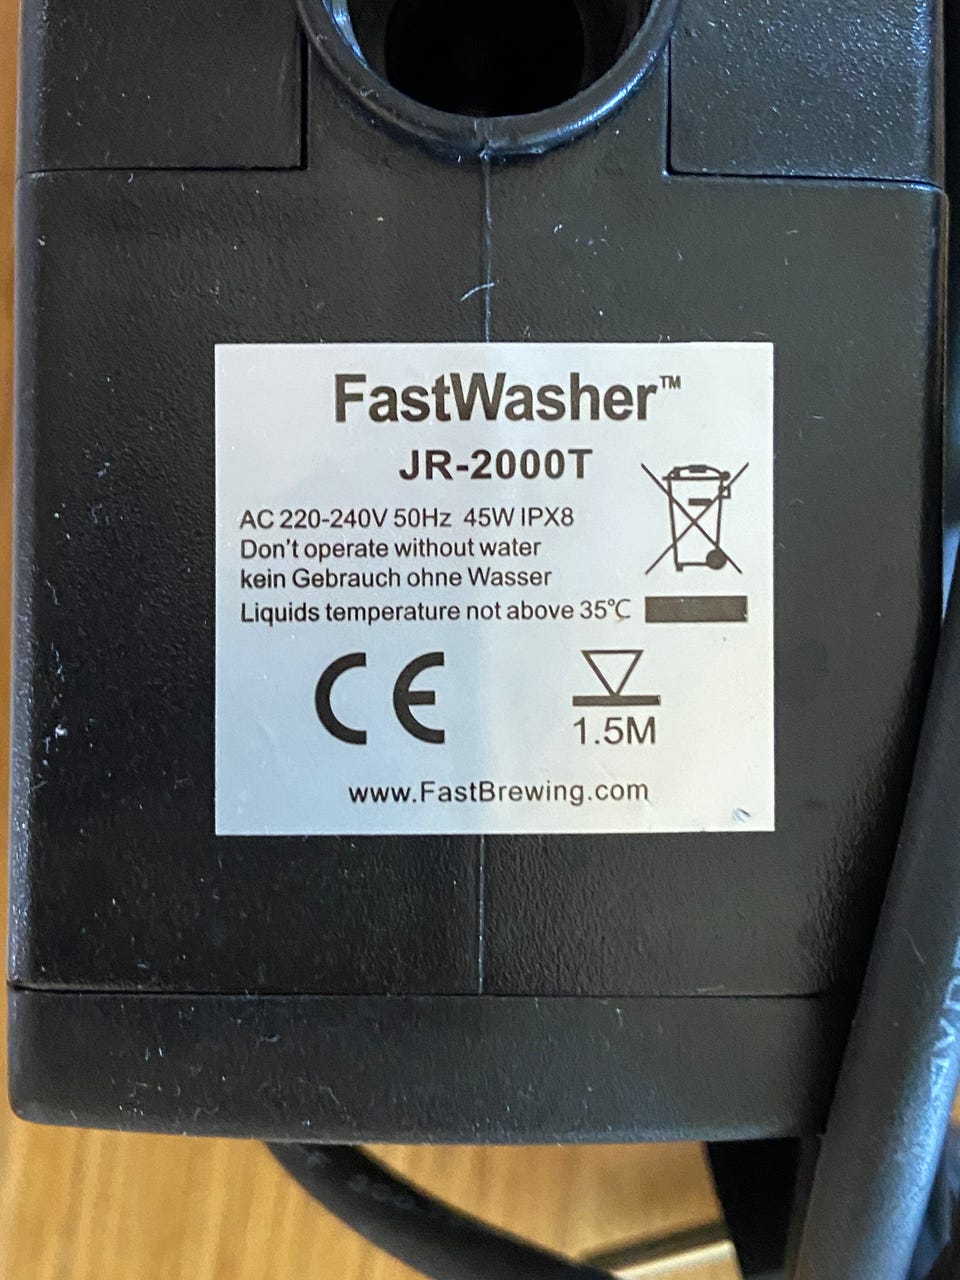 FastWasher™
JR-2000T
AC 220-240V 50Hz 45W IPX8
Don't operate without water
kein Gebrauch ohne Wasser
Liquids temperature not above 35℃
CE
1.5M
www.FastBrewing.com